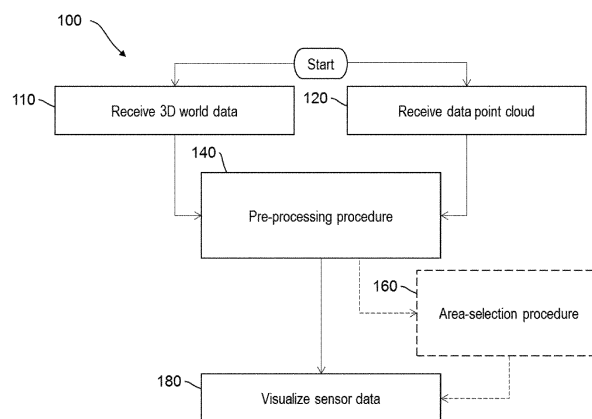 100
Start
110
Receive 3D world data
120
Receive data point cloud
140
Pre-processing procedure
160
Area-selection procedure
180
Visualize sensor data